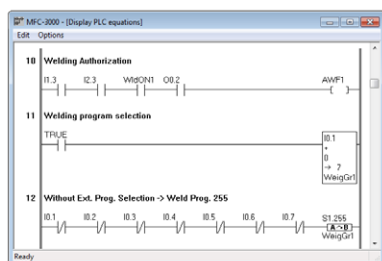 MFC-3000 - [Display PLC equations]
Edit Options
10 Welding Authorization
I1.3 I2.3 WldON1 O0.2 AWF1
11 Welding program selection
TRUE I0.1
*
0
→ 7
WeigGr1
12 Without Ext. Prog. Selection -> Weld Prog. 255
I0.1 I0.2 I0.3 I0.4 I0.5 I0.6 I0.7 S1.255
A->B
WeigGr1
Ready